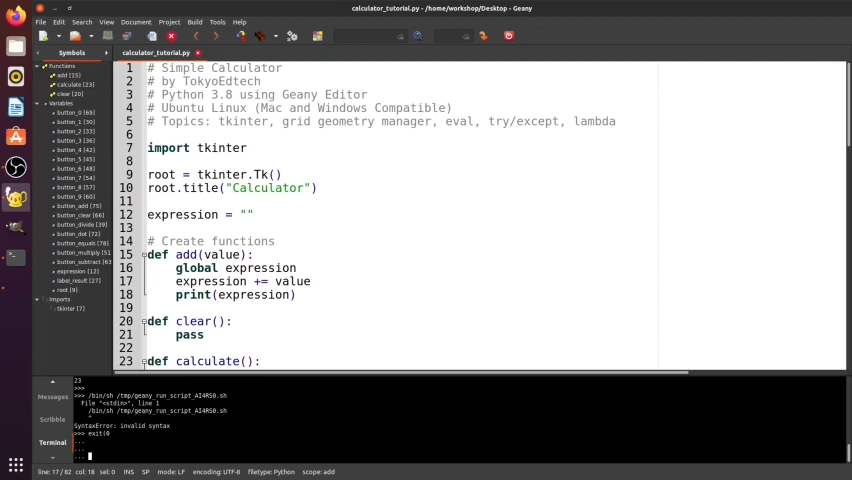 calculator_tutorial.py - /home/workshop/Desktop - Geany
File Edit Search View Document Project Build Tools Help
Symbols
calculator_tutorial.py
Functions
add [15]
calculate [23]
clear [20]
Variables
button_0 [69]
button_1 [30]
button_2 [33]
button_3 [36]
button_4 [42]
button_5 [45]
button_6 [48]
button_7 [54]
button_8 [57]
button_9 [60]
button_add [75]
button_clear [66]
button_divide [39]
button_dot [72]
button_equals [78]
button_multiply [51
button_subtract [63
expression [12]
label_result [27]
root [9]
Imports
tkinter [7]
1 # Simple Calculator
2 # by TokyoEdtech
3 # Python 3.8 using Geany Editor
4 # Ubuntu Linux (Mac and Windows Compatible)
5 # Topics: tkinter, grid geometry manager, eval, try/except, lambda
6
7 import tkinter
8
9 root = tkinter.Tk()
10 root.title("Calculator")
11
12 expression = ""
13
14 # Create functions
15 def add(value):
16 global expression
17 expression += value
18 print(expression)
19
20 def clear():
21 pass
22
23 def calculate():
Messages
Scribble
Terminal
23
>>>
>>> /bin/sh /tmp/geany_run_script_AI4RS0.sh
File "<stdin>", line 1
/bin/sh /tmp/geany_run_script_AI4RS0.sh
^
SyntaxError: invalid syntax
>>> exit(0
...
...
...
line: 17 / 82 col: 18 sel: 0 INS SP mode: LF encoding: UTF-8 filetype: Python scope: add